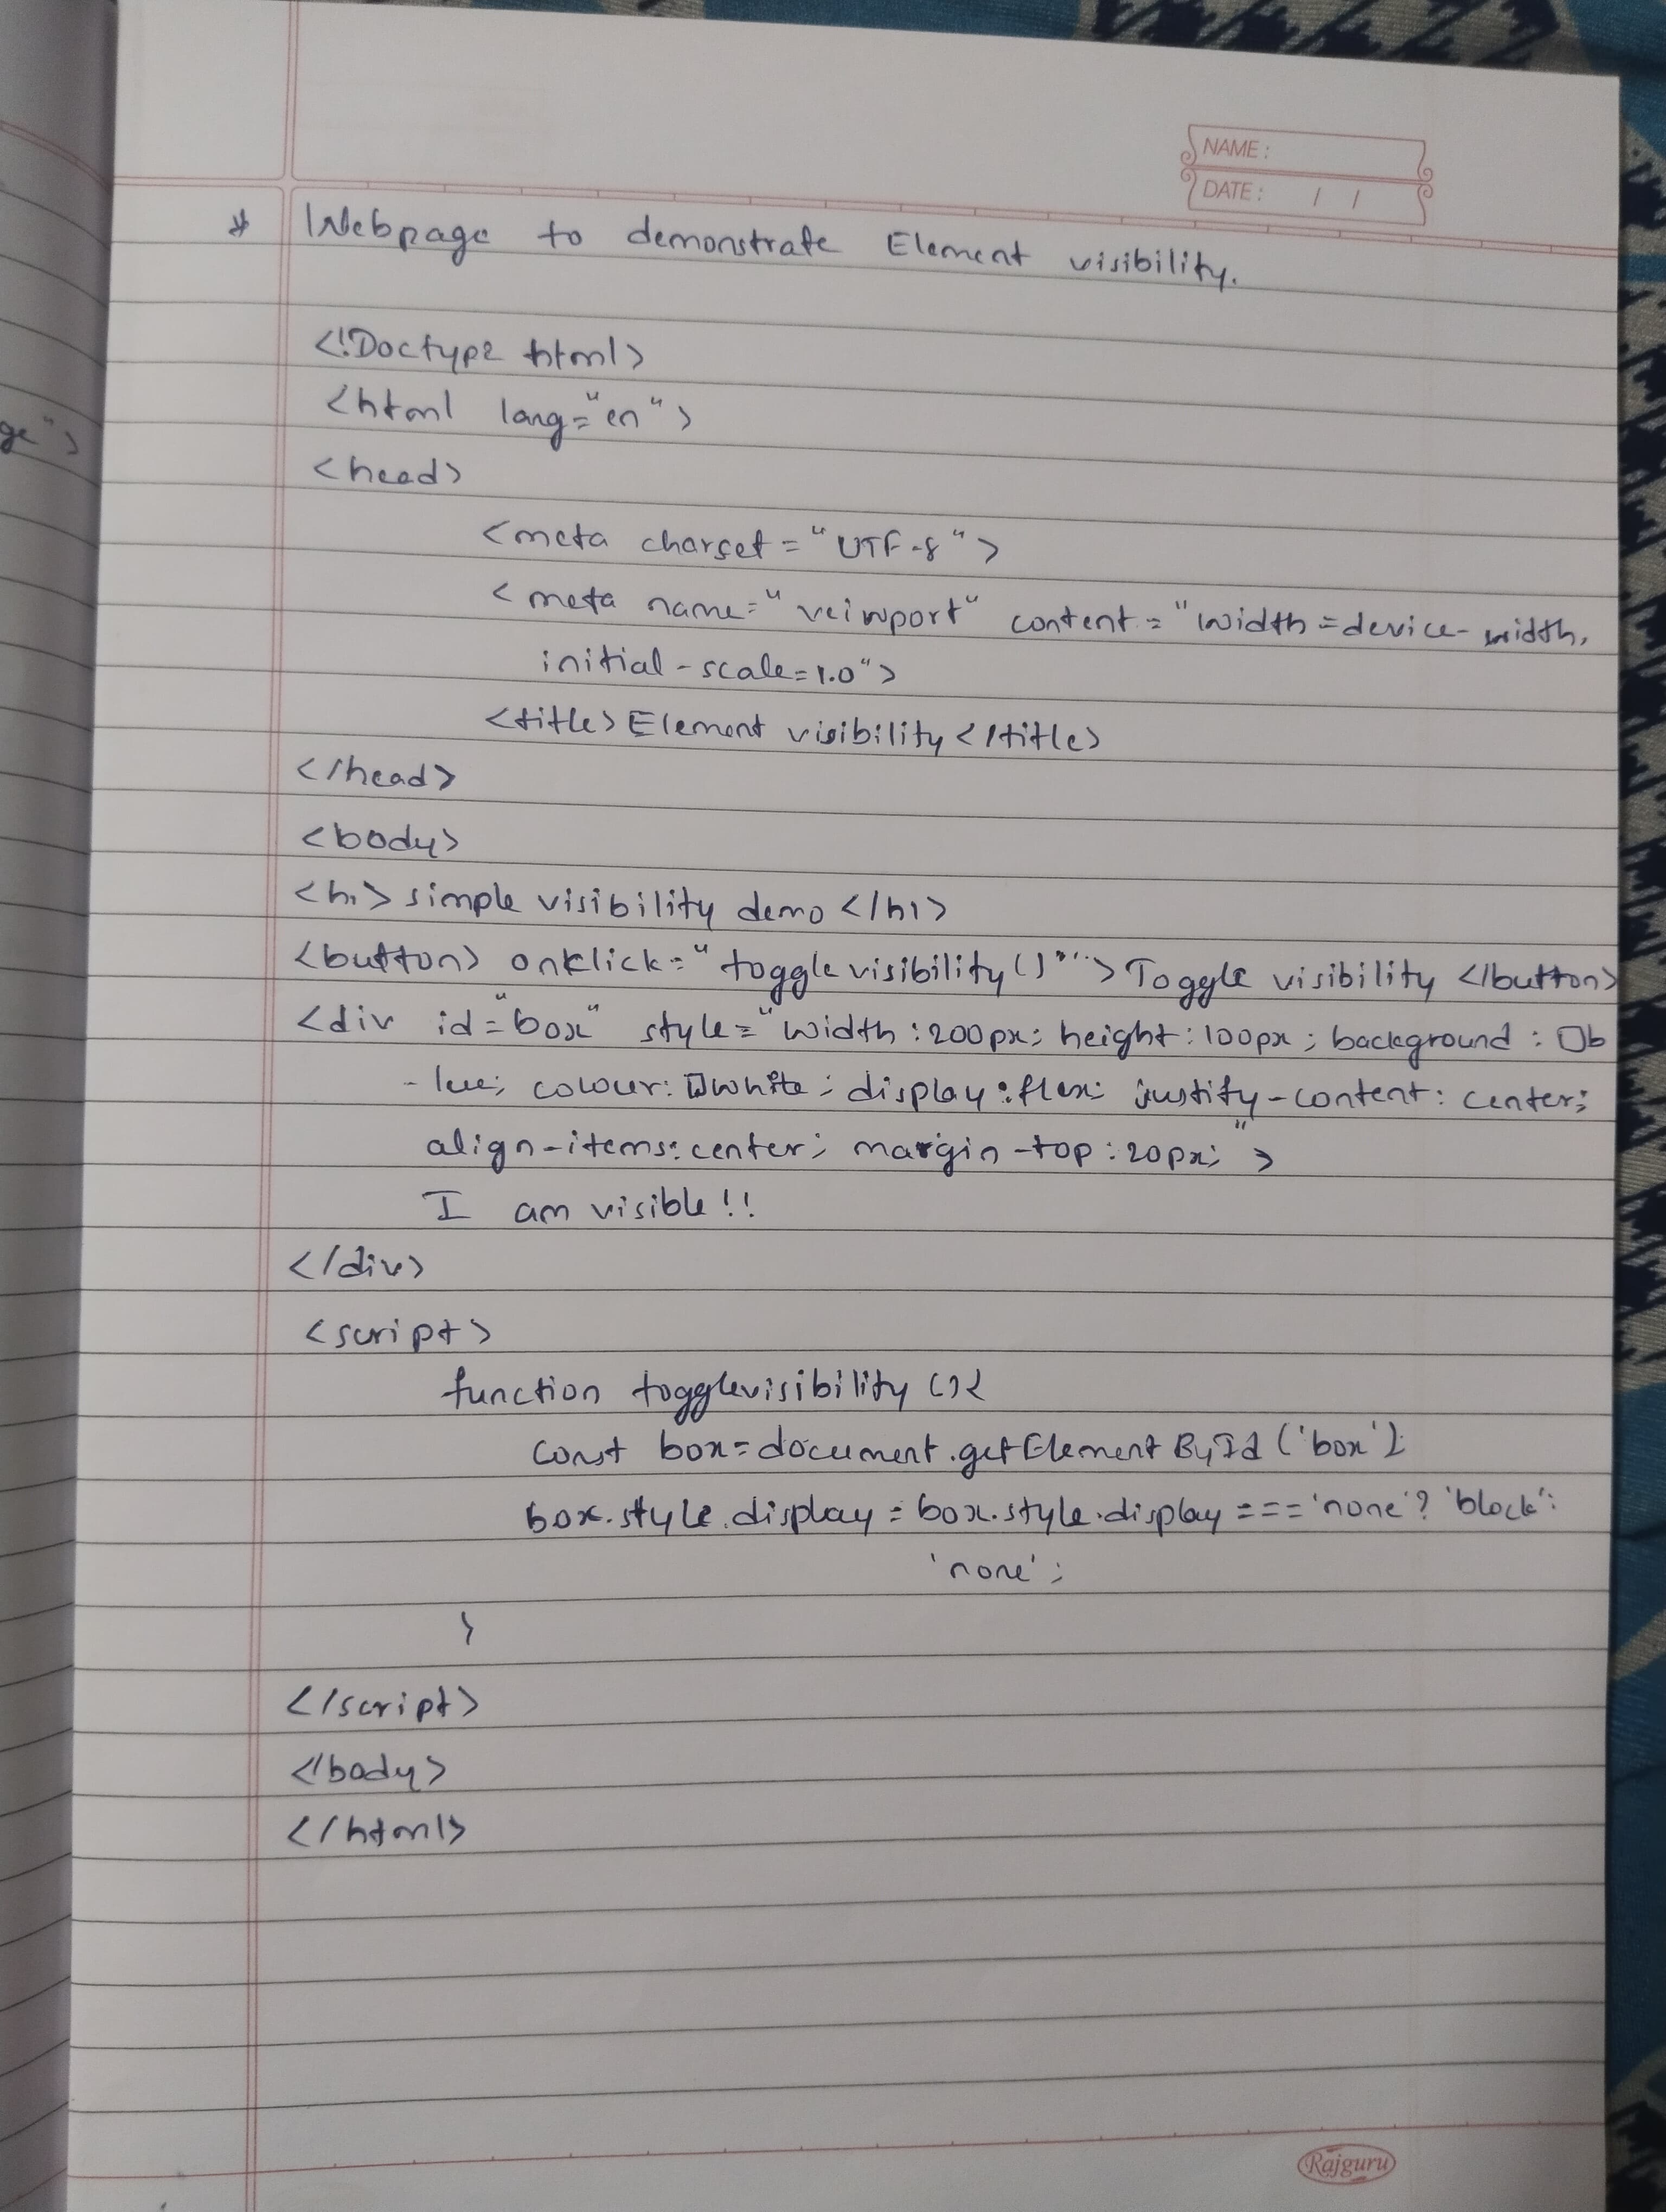 NAME :
DATE : / /
* Webpage to demonstrate Element visibility.
<!Doctype html>
<html lang="en">
ge">
<head>
<meta charset="UTF-8">
<meta name="veiwport" content="width=device-width,
initial-scale=1.0">
<title>Element visibility</title>
</head>
<body>
<h1>simple visibility demo</h1>
<button> onklick="togglevisibility()"">Toggle visibility </button>
<div id="box" style="width:200px; height:100px; background: □b
-lue; colour:□white; display:flex; justify-content: center;
align-items:center; margin-top:20px;">
I am visible!!
</div>
<script>
function togglevisibility(){
const box=document.getElementById('box');
box.style.display=box.style.display==='none'?'block':
'none';
}
</script>
</body>
</html>
Rajguru